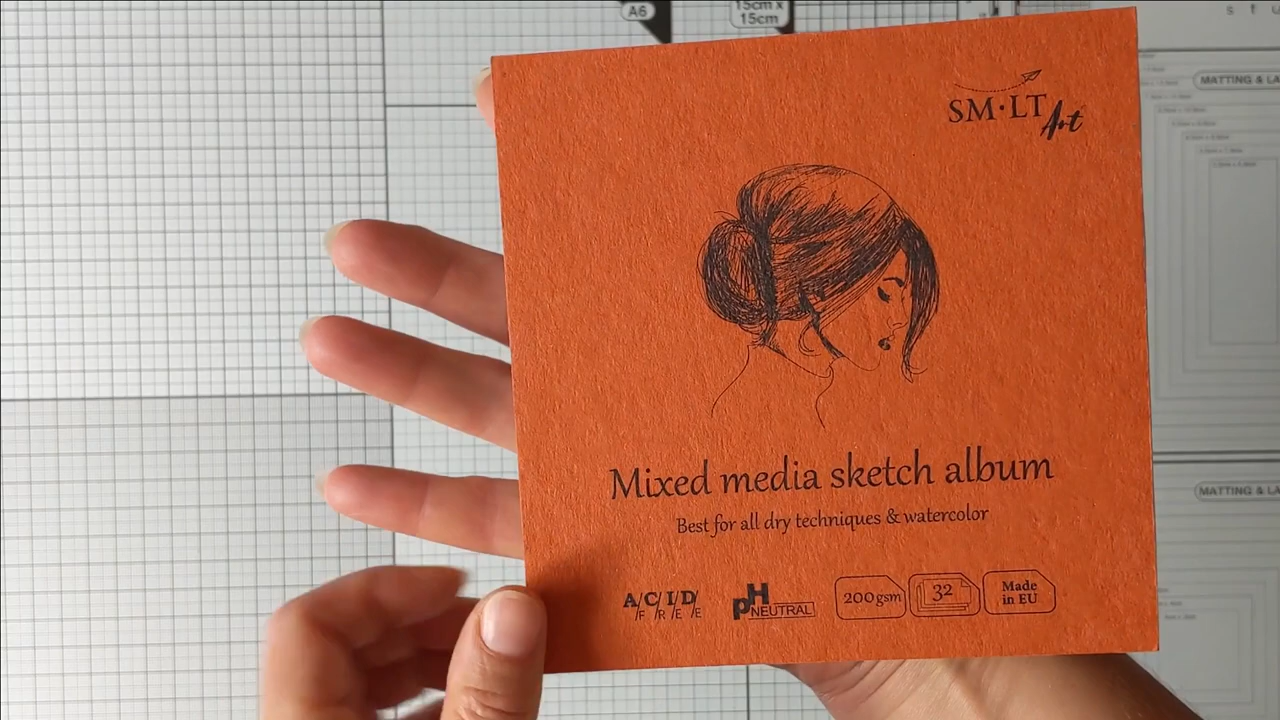 A6
15cm x
15cm
s t u
MATTING & LA
SM·LT
Art
Mixed media sketch album
Best for all dry techniques & watercolor
ACID
FREE
pH
NEUTRAL
200gsm
32
Made
in EU
MATTING & LA